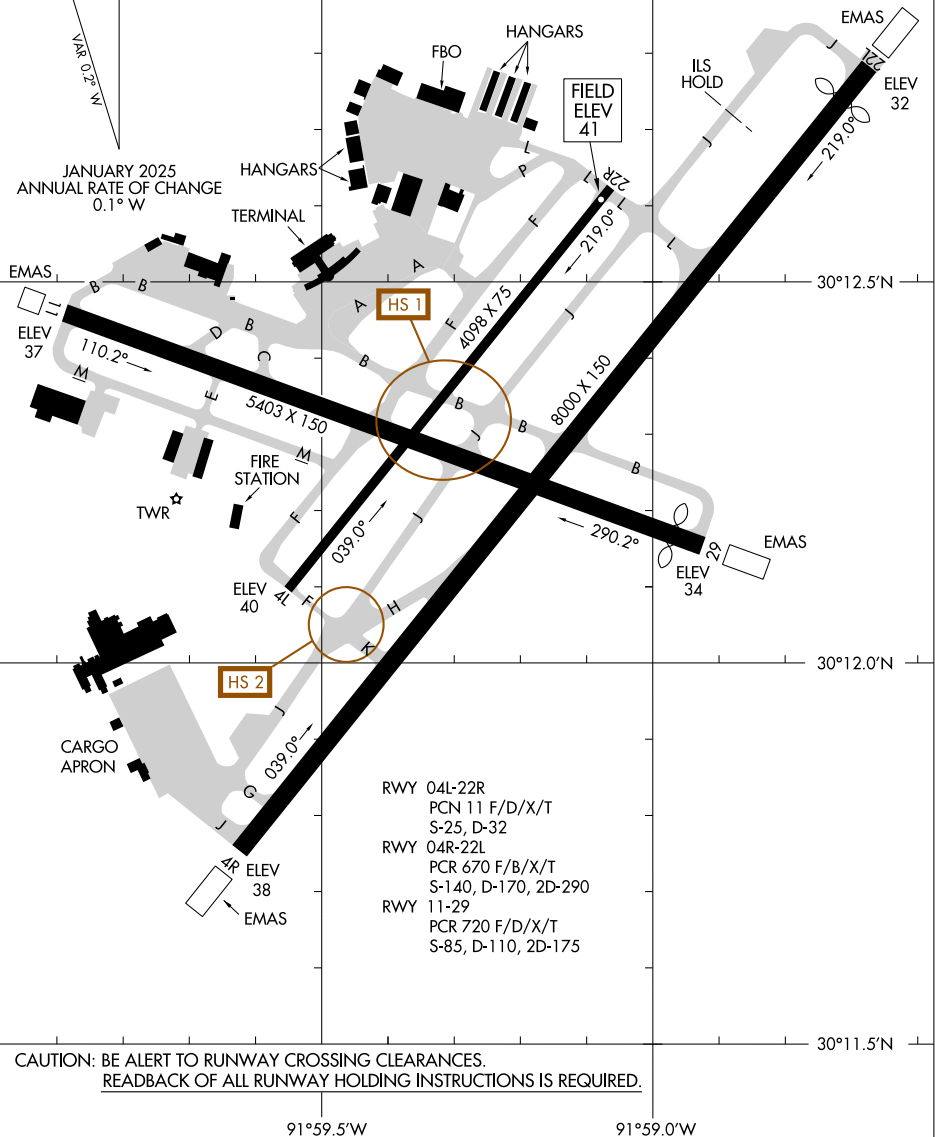 EMAS
HANGARS
FBO
ILS
HOLD
VAR 0.2° W
22L
J
ELEV
32
FIELD
ELEV
41
219.0°
J
L
P
L
22R
L
JANUARY 2025
ANNUAL RATE OF CHANGE
0.1° W
HANGARS
TERMINAL
F
219.0°
L
A
EMAS
B
B
30°12.5'N
A
HS 1
J
ELEV
37
11
D
B
F
4098 X 75
110.2°
C
B
8000 X 150
M
E
5403 X 150
B
J
B
M
B
FIRE
STATION
TWR
F
039.0°
J
290.2°
29
EMAS
ELEV
34
ELEV
40
4L
F
H
K
30°12.0'N
HS 2
J
CARGO
APRON
039.0°
G
J
4R
ELEV
38
EMAS
RWY 04L-22R
PCN 11 F/D/X/T
S-25, D-32
RWY 04R-22L
PCR 670 F/B/X/T
S-140, D-170, 2D-290
RWY 11-29
PCR 720 F/D/X/T
S-85, D-110, 2D-175
30°11.5'N
CAUTION: BE ALERT TO RUNWAY CROSSING CLEARANCES.
READBACK OF ALL RUNWAY HOLDING INSTRUCTIONS IS REQUIRED.
91°59.5'W
91°59.0'W